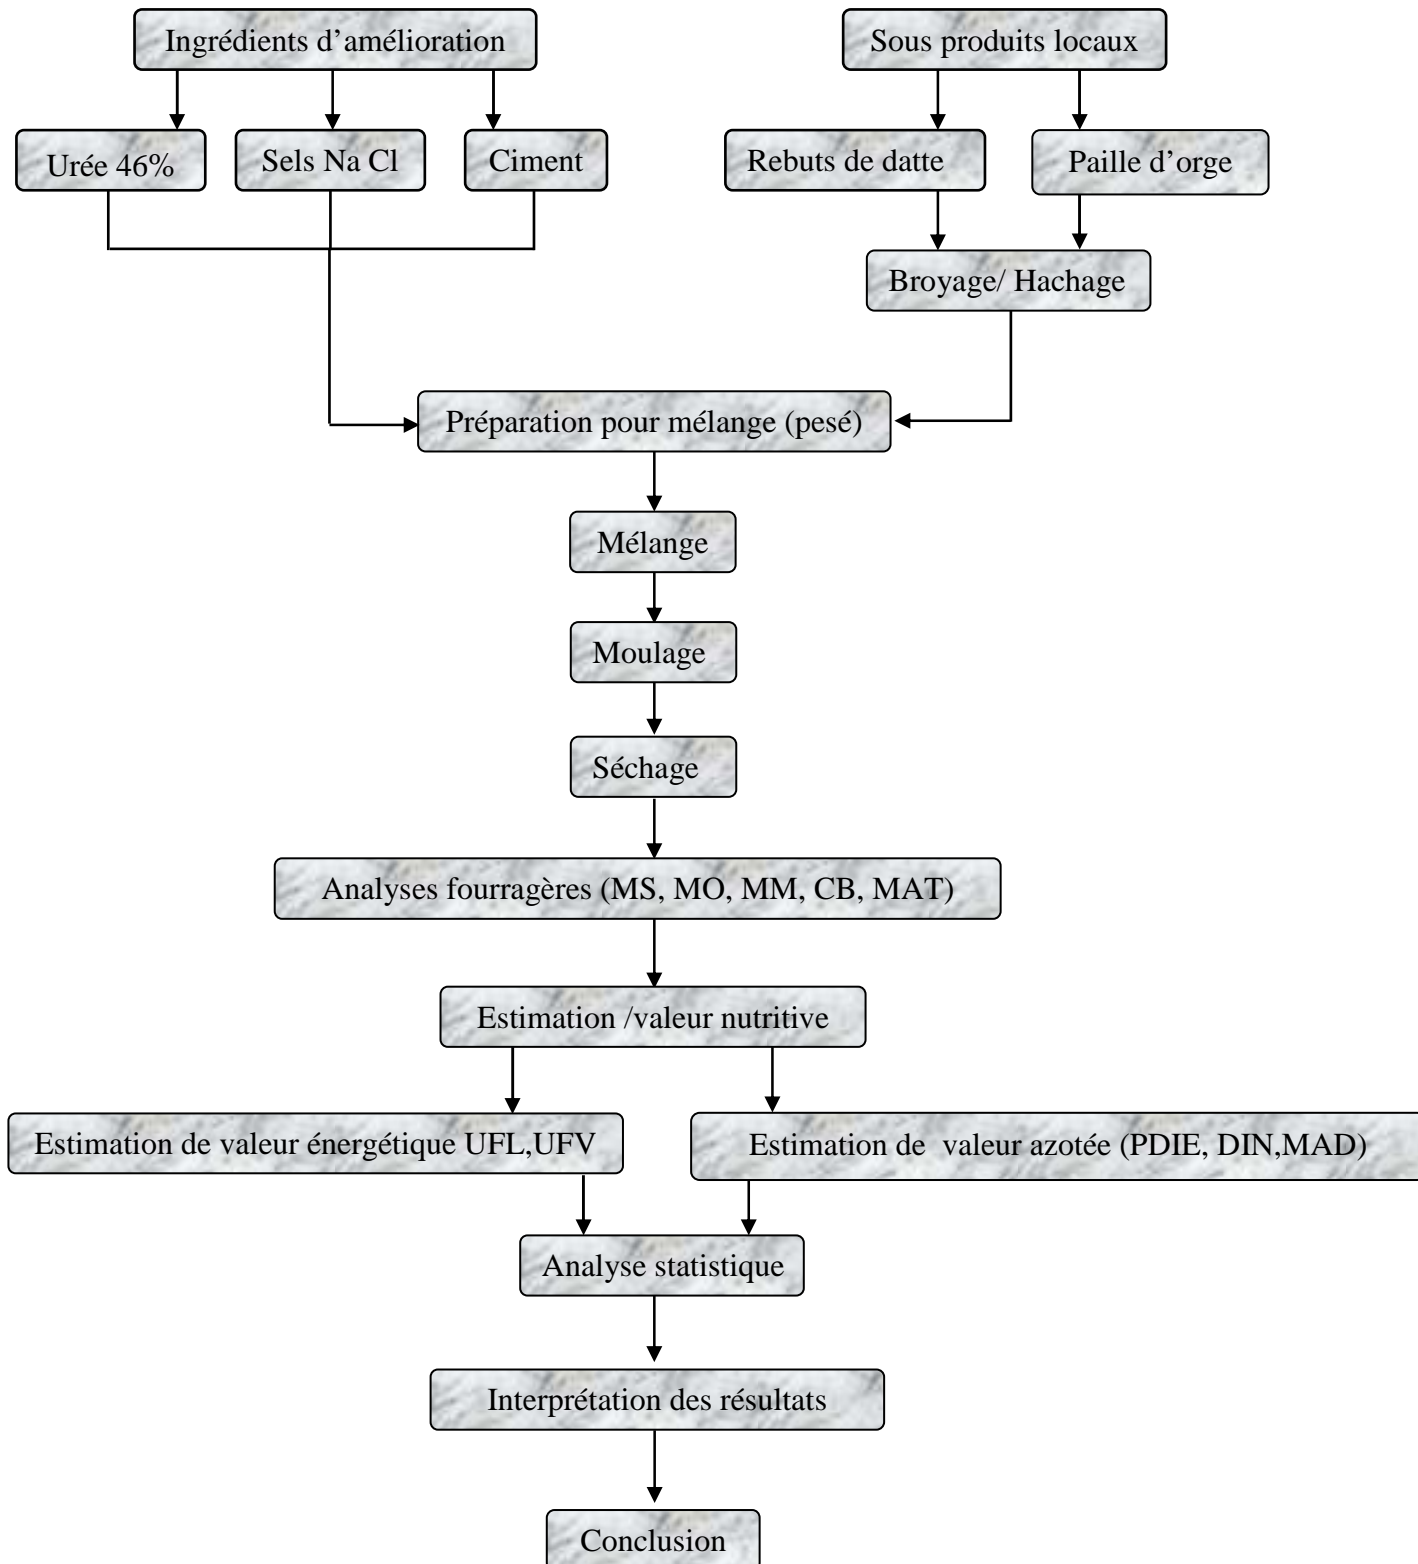 Ingrédients d’amélioration
Sous produits locaux
Urée 46%
Sels Na Cl
Ciment
Rebuts de datte
Paille d’orge
Broyage/ Hachage
Préparation pour mélange (pesé)
Mélange
Moulage
Séchage
Analyses fourragères (MS, MO, MM, CB, MAT)
Estimation /valeur nutritive
Estimation de valeur énergétique UFL,UFV
Estimation de  valeur azotée (PDIE, DIN,MAD)
Analyse statistique
Interprétation des résultats
Conclusion